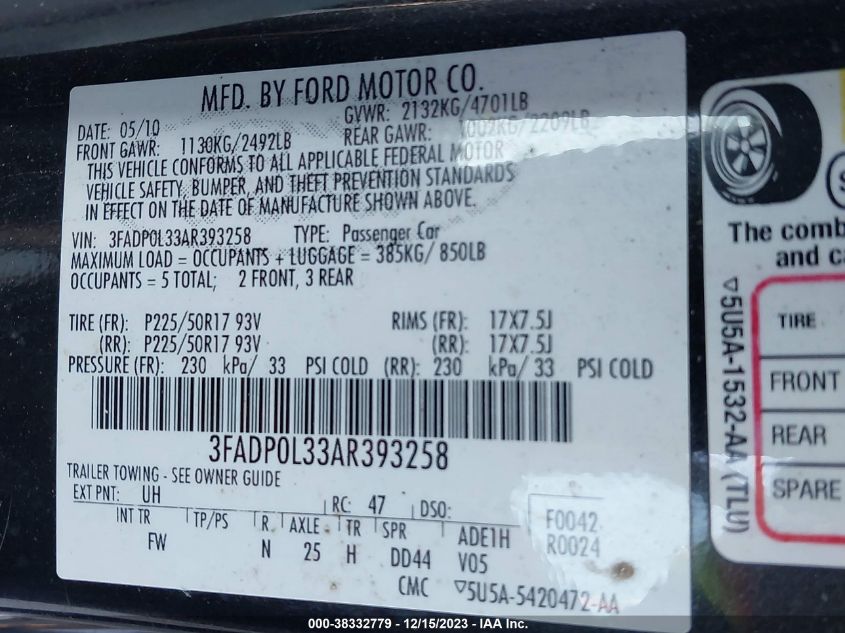 MFD. BY FORD MOTOR CO.
DATE: 05/10 GVWR: 2132KG/4701LB
FRONT GAWR: 1130KG/2492LB REAR GAWR: 1002KG/2209LB
THIS VEHICLE CONFORMS TO ALL APPLICABLE FEDERAL MOTOR
VEHICLE SAFETY, BUMPER, AND THEFT PREVENTION STANDARDS
IN EFFECT ON THE DATE OF MANUFACTURE SHOWN ABOVE.
VIN: 3FADP0L33AR393258 TYPE: Passenger Car
MAXIMUM LOAD = OCCUPANTS + LUGGAGE = 385KG/ 850LB
OCCUPANTS = 5 TOTAL; 2 FRONT, 3 REAR
TIRE (FR): P225/50R17 93V RIMS (FR): 17X7.5J
(RR): P225/50R17 93V (RR): 17X7.5J
PRESSURE (FR): 230 kPa/ 33 PSI COLD (RR): 230 kPa/ 33 PSI COLD
3FADP0L33AR393258
TRAILER TOWING - SEE OWNER GUIDE
EXT PNT: UH RC: 47 DSO:
INT TR TP/PS R AXLE TR SPR ADE1H F0042
FW N 25 H DD44 V05 R0024
CMC ▽5U5A-5420472-AA
The comb
and ca
▽5U5A-1532-AA (TLU)
TIRE
FRONT
REAR
SPARE
000-38332779 - 12/15/2023 - IAA Inc.